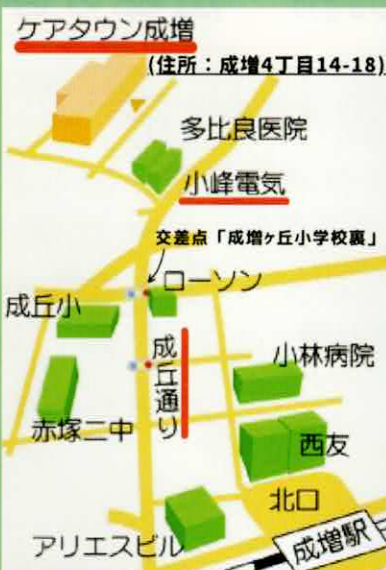 ケアタウン成増
(住所：成増4丁目14-18)
多比良医院
小峰電気
交差点「成増ヶ丘小学校裏」
ローソン
成丘小
成丘通り
小林病院
赤塚二中
西友
北口
アリエスビル
成増駅